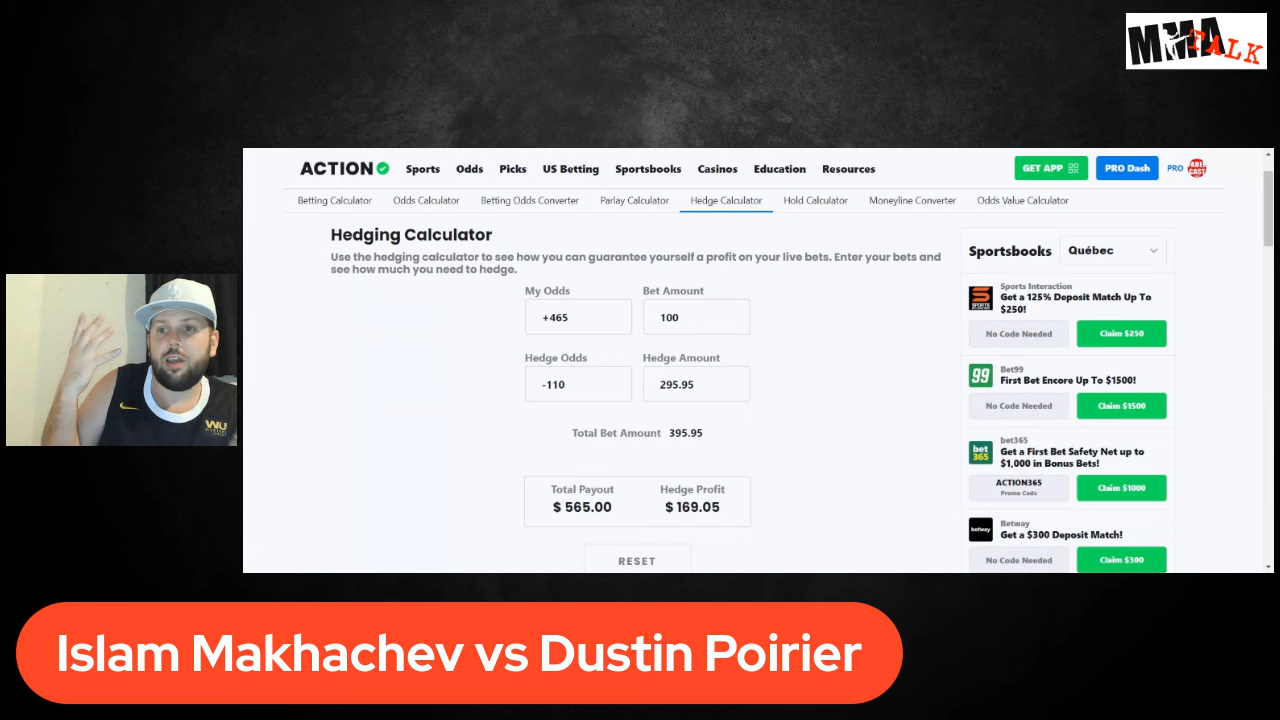 MMA TALK
ACTION Sports Odds Picks US Betting Sportsbooks Casinos Education Resources GET APP PRO Dash PRO
Betting Calculator Odds Calculator Betting Odds Converter Parlay Calculator Hedge Calculator Hold Calculator Moneyline Converter Odds Value Calculator
Hedging Calculator
Use the hedging calculator to see how you can guarantee yourself a profit on your live bets. Enter your bets and
see how much you need to hedge.
My Odds Bet Amount
+465 100
Hedge Odds Hedge Amount
-110 295.95
Total Bet Amount 395.95
Total Payout Hedge Profit
$ 565.00 $ 169.05
RESET
Sportsbooks Québec
Sports Interaction
Get a 125% Deposit Match Up To
$250!
No Code Needed Claim $250
99
Bet99
First Bet Encore Up To $1500!
No Code Needed Claim $1500
bet365
bet365
Get a First Bet Safety Net up to
$1,000 in Bonus Bets!
ACTION365
Promo Code
Claim $1000
betway
Betway
Get a $300 Deposit Match!
No Code Needed Claim $300
WU
Islam Makhachev vs Dustin Poirier